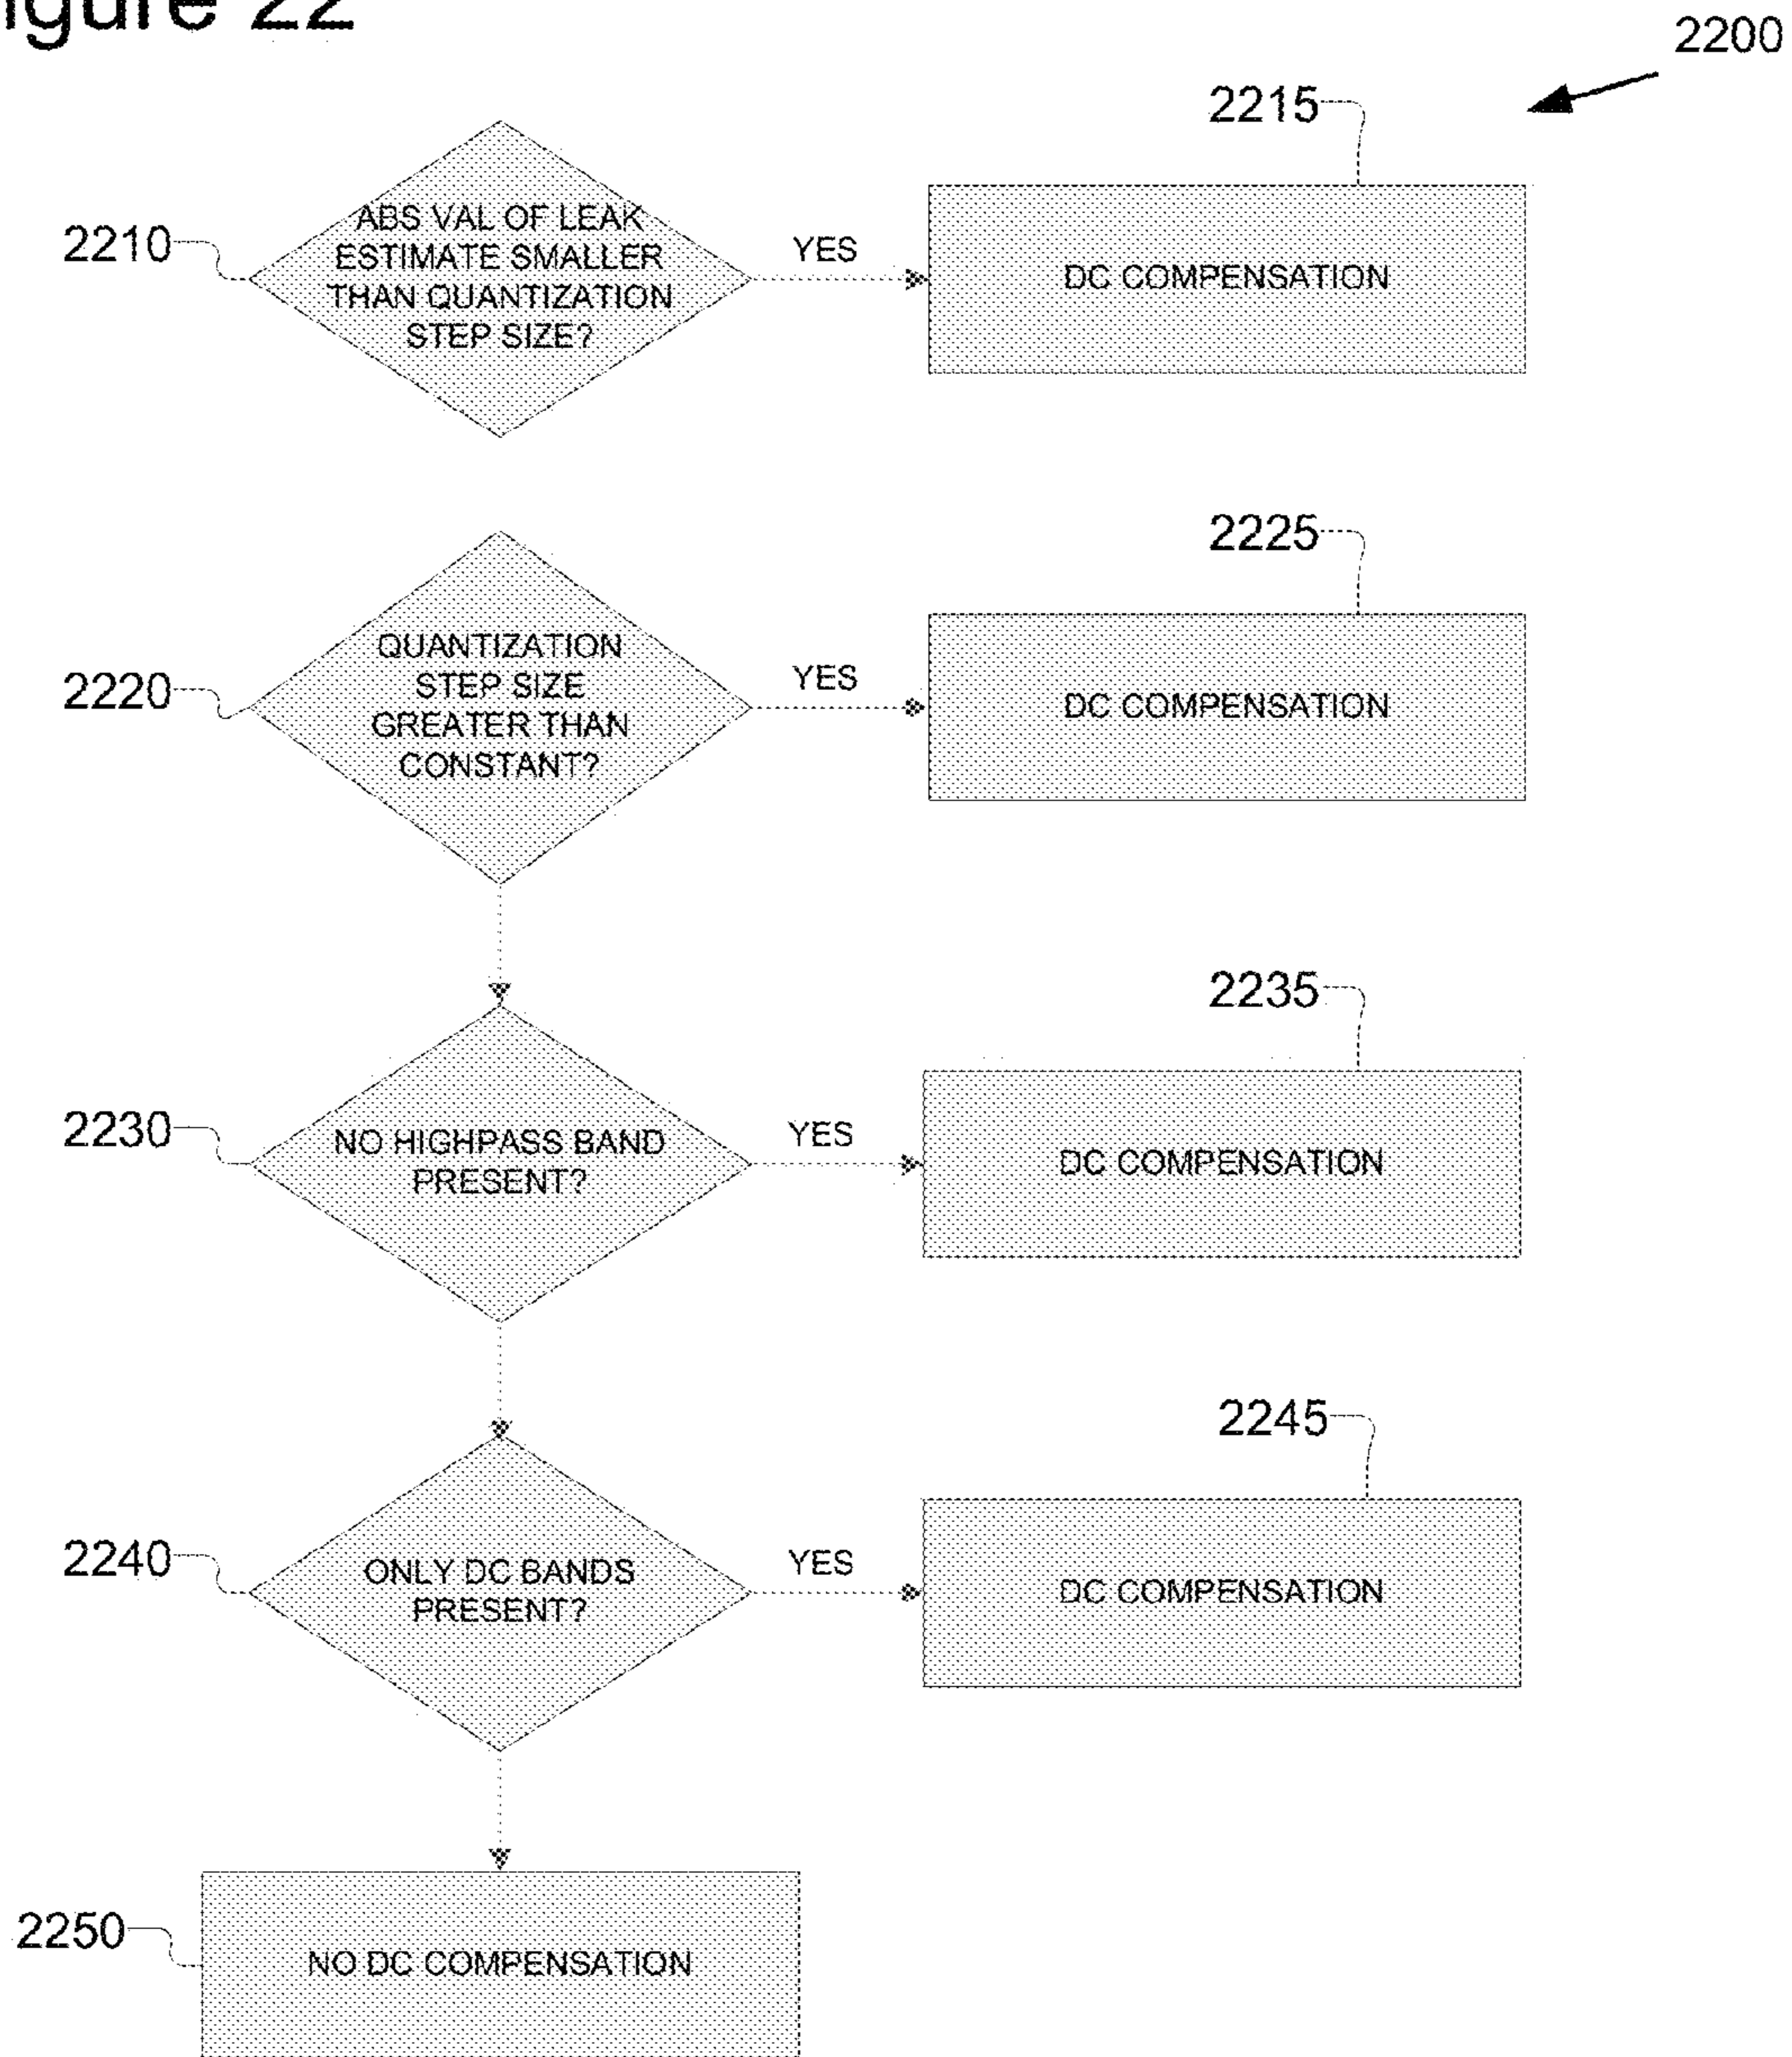 igure 22
2200
2215
2210
ABS VAL OF LEAK
ESTIMATE SMALLER
THAN QUANTIZATION
STEP SIZE?
YES
DC COMPENSATION
2225
2220
QUANTIZATION
STEP SIZE
GREATER THAN
CONSTANT?
YES
DC COMPENSATION
2235
2230
NO HIGHPASS BAND
PRESENT?
YES
DC COMPENSATION
2245
2240
ONLY DC BANDS
PRESENT?
YES
DC COMPENSATION
2250
NO DC COMPENSATION